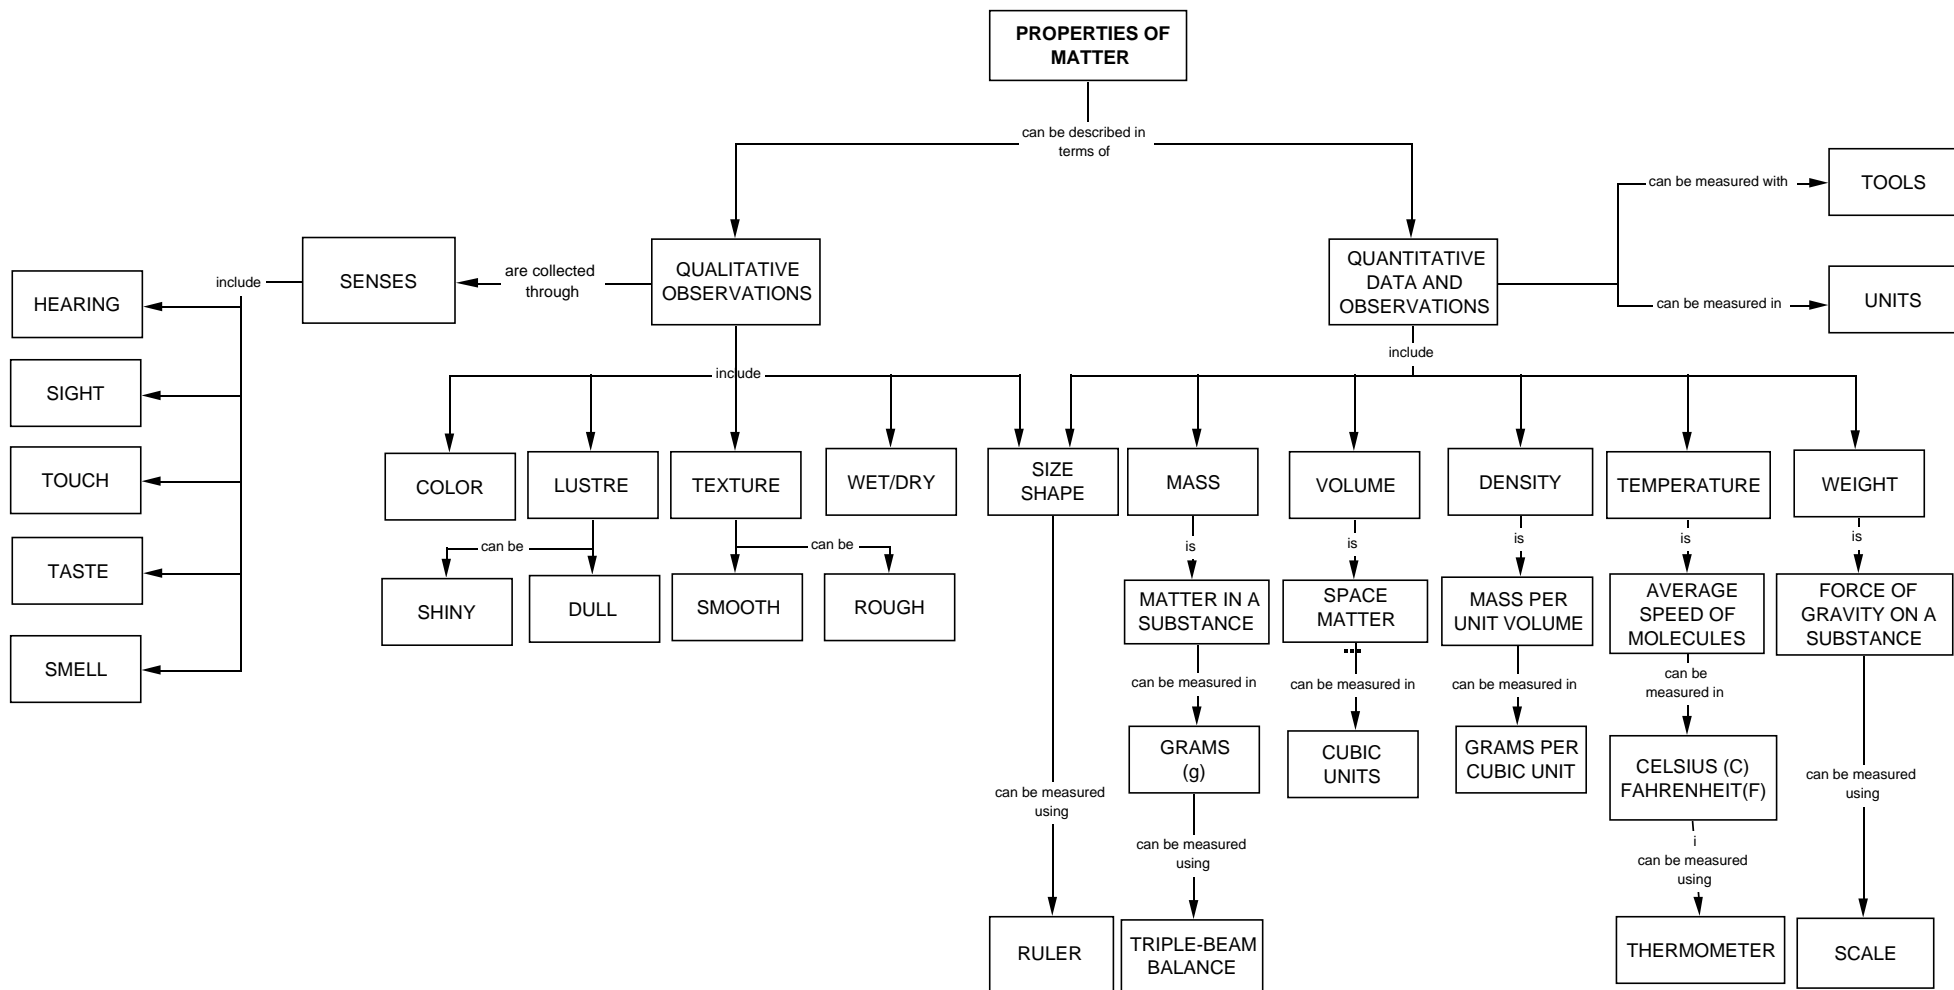 PROPERTIES OF
MATTER
can be described in
terms of
can be measured with
TOOLS
QUALITATIVE
OBSERVATIONS
are collected
through
SENSES
include
HEARING
SIGHT
TOUCH
TASTE
SMELL
QUANTITATIVE
DATA AND
OBSERVATIONS
can be measured in
UNITS
include
include
COLOR
LUSTRE
TEXTURE
WET/DRY
SIZE
SHAPE
MASS
VOLUME
DENSITY
TEMPERATURE
WEIGHT
can be
can be
SHINY
DULL
SMOOTH
ROUGH
is
is
is
is
is
MATTER IN A
SUBSTANCE
SPACE
MATTER
MASS PER
UNIT VOLUME
AVERAGE
SPEED OF
MOLECULES
FORCE OF
GRAVITY ON A
SUBSTANCE
can be measured in
can be measured in
can be measured in
can be
measured in
GRAMS
(g)
CUBIC
UNITS
GRAMS PER
CUBIC UNIT
CELSIUS (C)
FAHRENHEIT(F)
can be measured
using
can be measured
using
i
can be measured
using
can be measured
using
RULER
TRIPLE-BEAM
BALANCE
THERMOMETER
SCALE